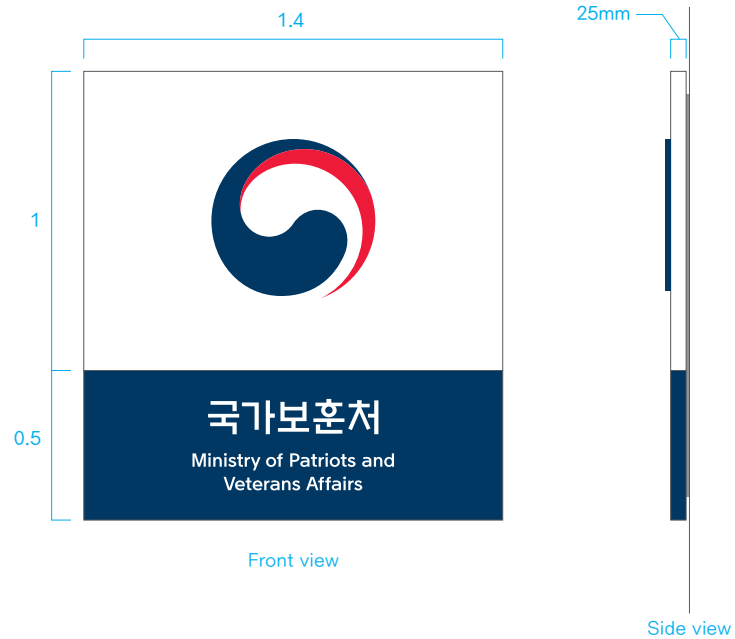 1.4
25mm
1
0.5
국가보훈처
Ministry of Patriots and
Veterans Affairs
Front view
Side view